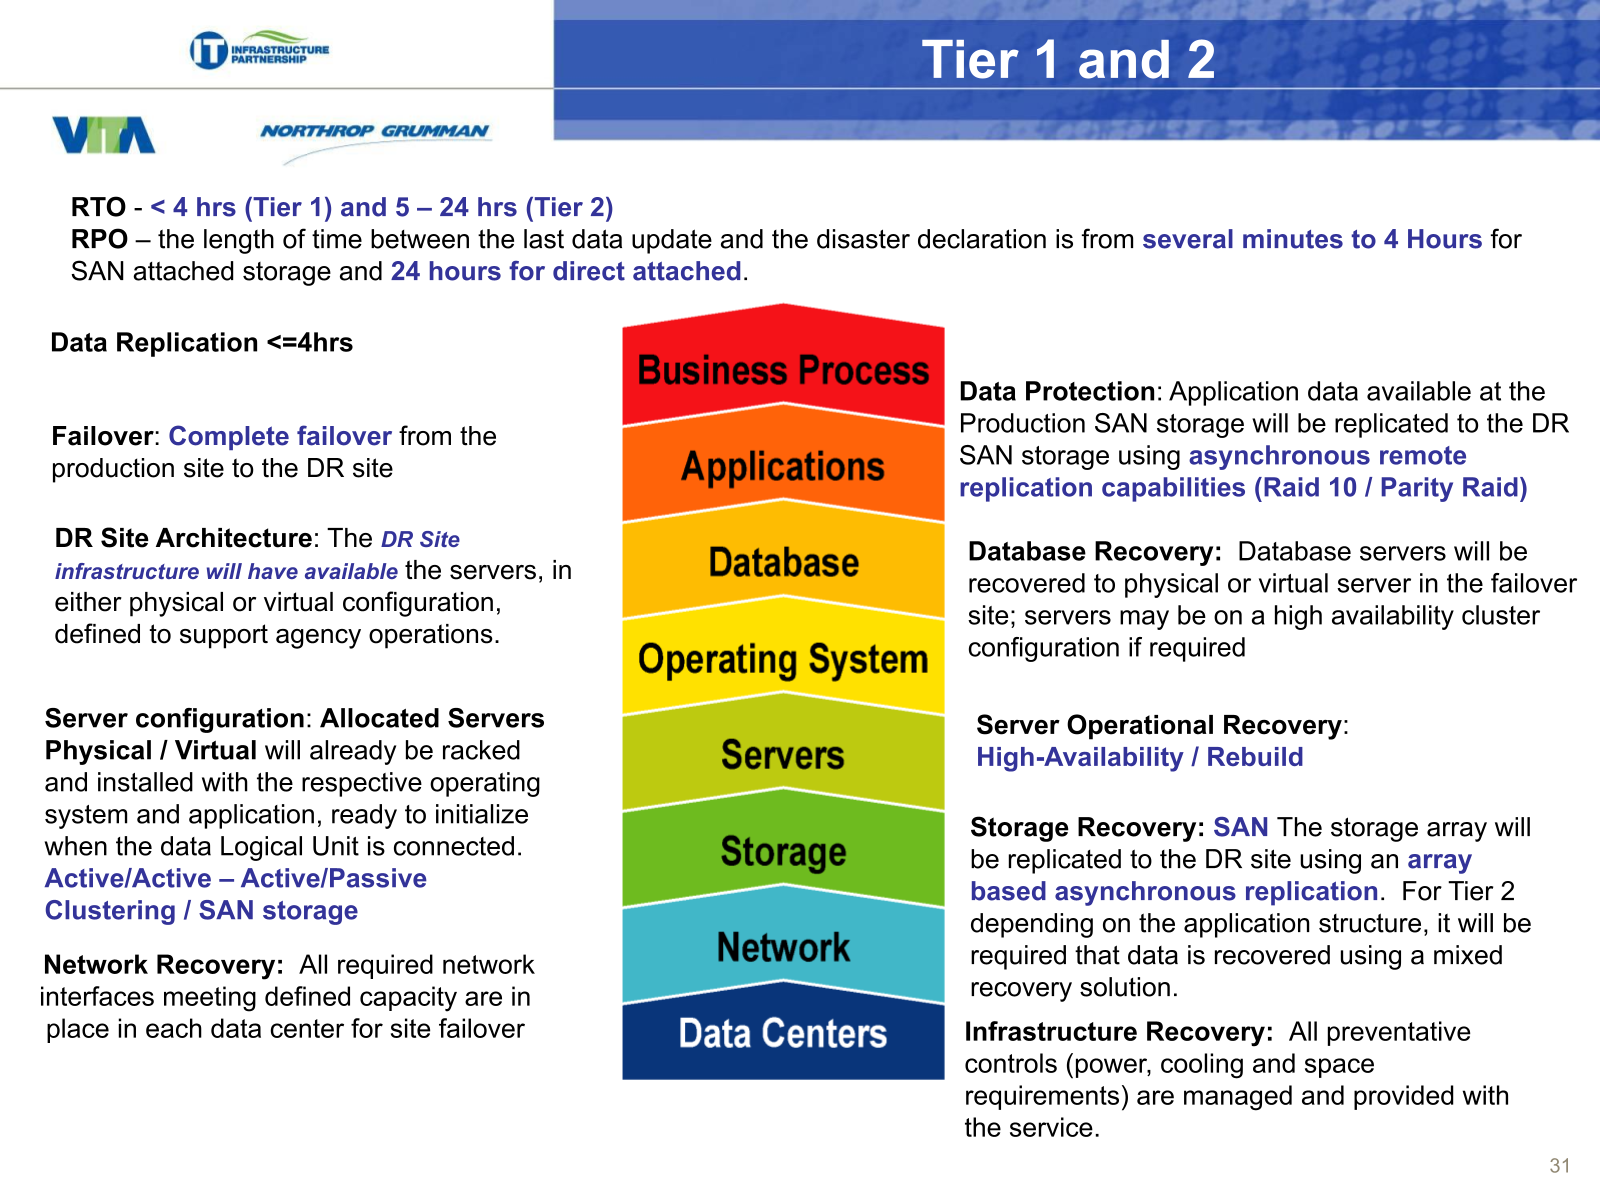 IT INFRASTRUCTURE
PARTNERSHIP
Tier 1 and 2
VITA
NORTHROP GRUMMAN
RTO - < 4 hrs (Tier 1) and 5 – 24 hrs (Tier 2)
RPO – the length of time between the last data update and the disaster declaration is from several minutes to 4 Hours for
SAN attached storage and 24 hours for direct attached.
Data Replication <=4hrs
Failover: Complete failover from the
production site to the DR site
DR Site Architecture: The DR Site
infrastructure will have available the servers, in
either physical or virtual configuration,
defined to support agency operations.
Server configuration: Allocated Servers
Physical / Virtual will already be racked
and installed with the respective operating
system and application, ready to initialize
when the data Logical Unit is connected.
Active/Active – Active/Passive
Clustering / SAN storage
Network Recovery:  All required network
interfaces meeting defined capacity are in
place in each data center for site failover
Business Process
Applications
Database
Operating System
Servers
Storage
Network
Data Centers
Data Protection: Application data available at the
Production SAN storage will be replicated to the DR
SAN storage using asynchronous remote
replication capabilities (Raid 10 / Parity Raid)
Database Recovery:  Database servers will be
recovered to physical or virtual server in the failover
site; servers may be on a high availability cluster
configuration if required
Server Operational Recovery:
High-Availability / Rebuild
Storage Recovery: SAN The storage array will
be replicated to the DR site using an array
based asynchronous replication.  For Tier 2
depending on the application structure, it will be
required that data is recovered using a mixed
recovery solution.
Infrastructure Recovery:  All preventative
controls (power, cooling and space
requirements) are managed and provided with
the service.
31